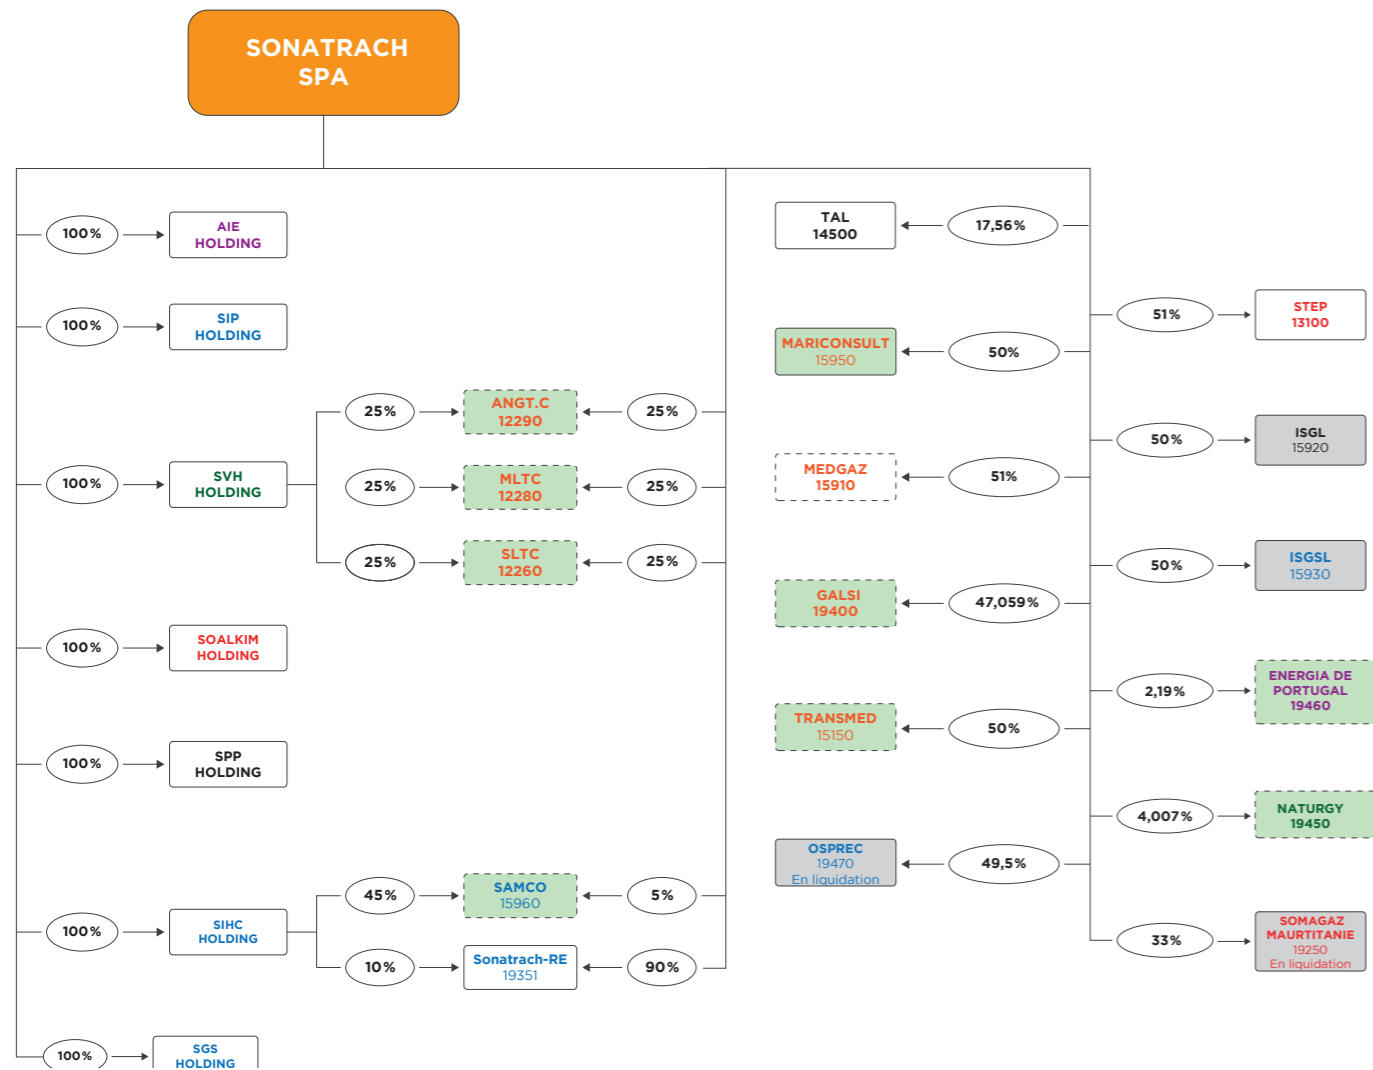 SONATRACH
SPA
100%
AIE
HOLDING
100%
SIP
HOLDING
100%
SVH
HOLDING
25%
ANGT.C
12290
25%
25%
MLTC
12280
25%
25%
SLTC
12260
25%
100%
SOALKIM
HOLDING
100%
SPP
HOLDING
100%
SIHC
HOLDING
45%
SAMCO
15960
5%
10%
Sonatrach-RE
19351
90%
100%
SGS
HOLDING
TAL
14500
17,56%
MARICONSULT
15950
50%
MEDGAZ
15910
51%
GALSI
19400
47,059%
TRANSMED
15150
50%
OSPREC
19470
En liquidation
49,5%
51%
STEP
13100
50%
ISGL
15920
50%
ISGSL
15930
2,19%
ENERGIA DE
PORTUGAL
19460
4,007%
NATURGY
19450
33%
SOMAGAZ
MAURTITANIE
19250
En liquidation